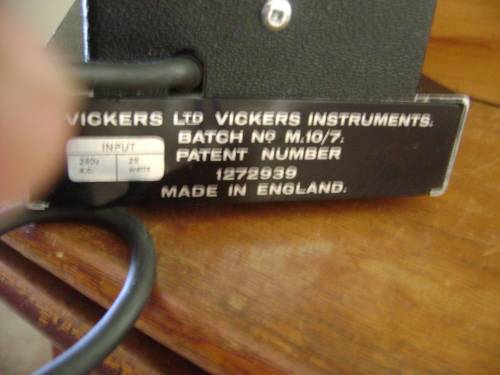 VICKERS LTD VICKERS INSTRUMENTS.
BATCH No M.10/7.
PATENT NUMBER
1272939
MADE IN ENGLAND.
INPUT
240v 25
a.c. watts